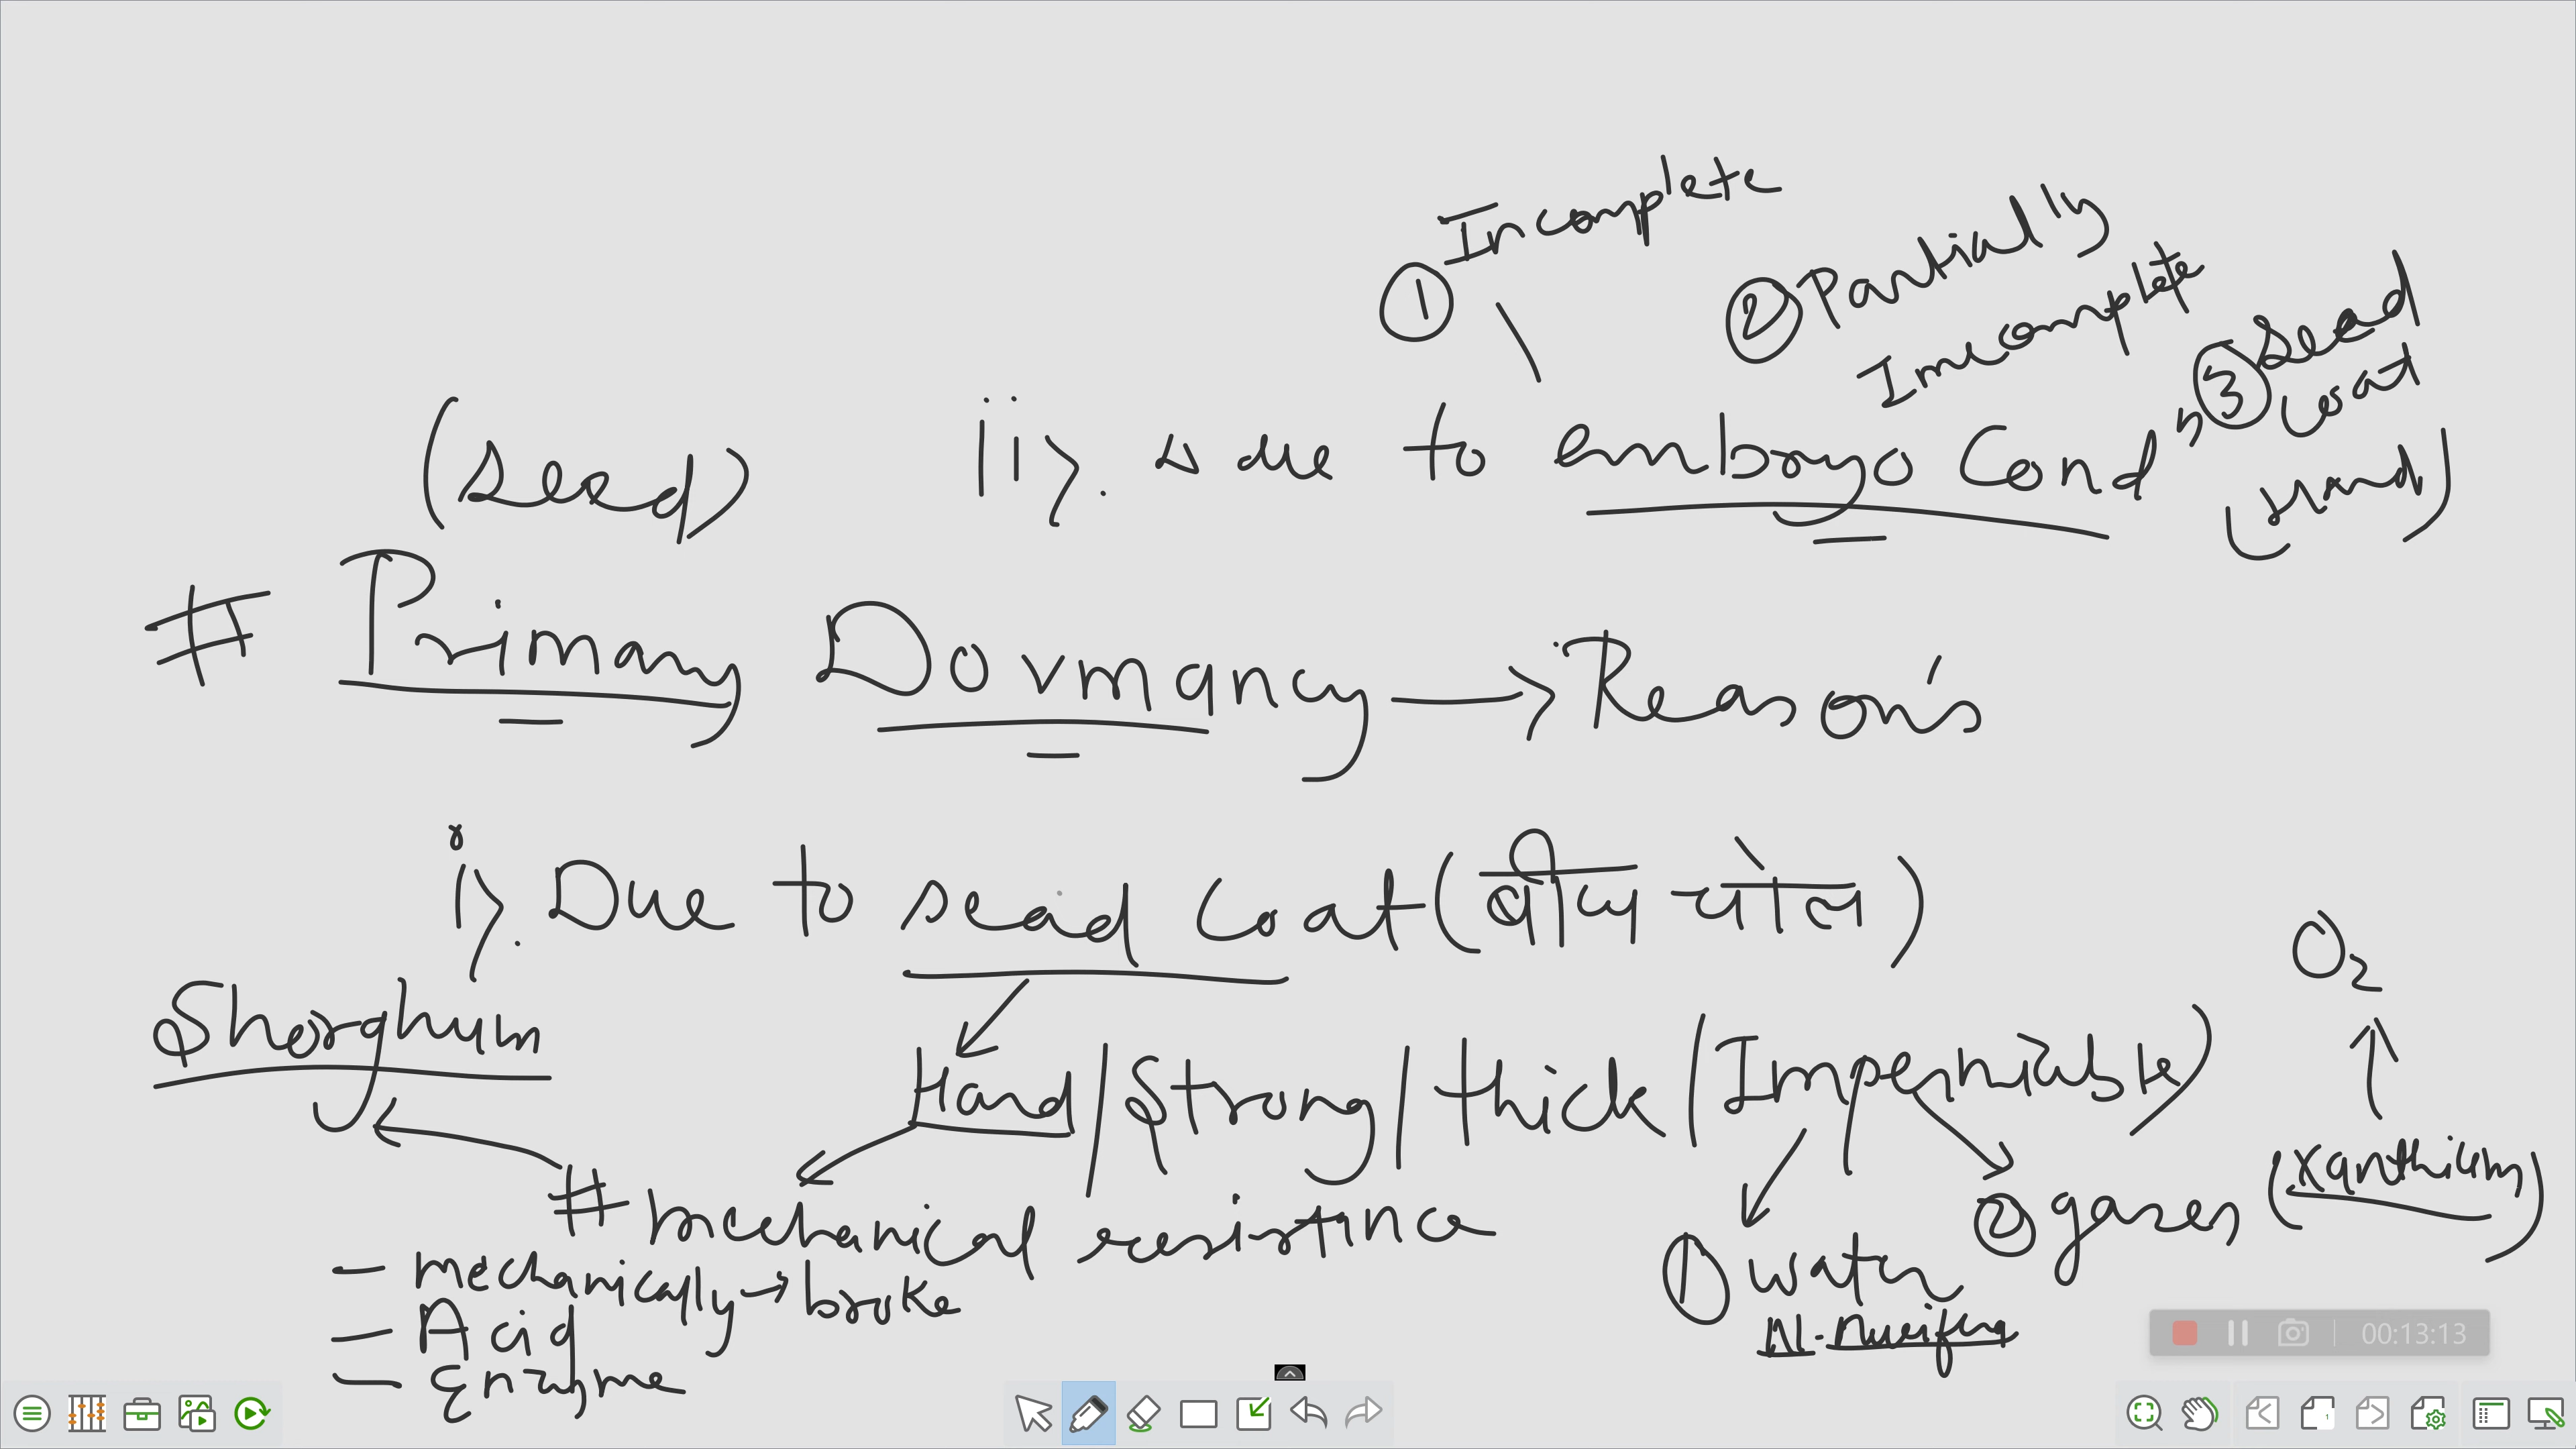 ① Incomplete
② Partially
Incomplete
③ Seed
Coat
(Hard)
(Seed)
ii). due to embryo Condⁿ
# Primary Dormancy → Reason's
i). Due to seed Coat (बीज चोल)
Shorghum
Hard/Strong/thick/Impermiable)
O₂
# mechanical resistance
① water
N. Nucifera
② gases (Xanthium)
- mechanically → broke
- Acid
- Enzyme
00:13:13